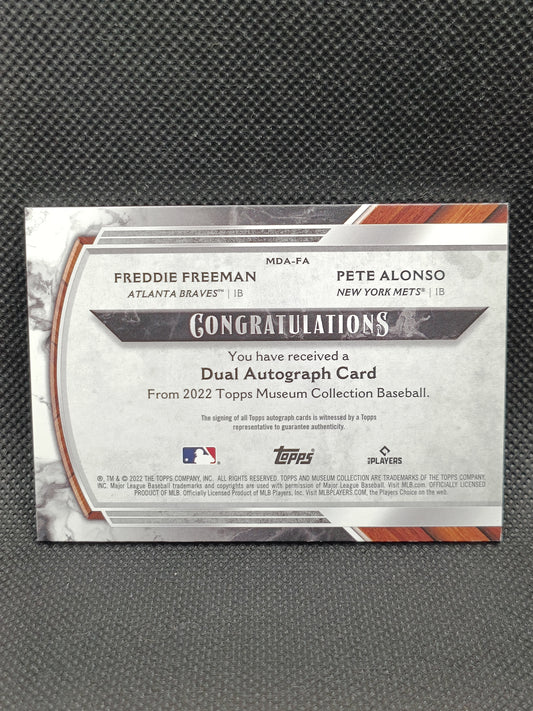 MDA-FA
FREDDIE FREEMAN PETE ALONSO
ATLANTA BRAVES™ | 1B NEW YORK METS® | 1B
CONGRATULATIONS
You have received a
Dual Autograph Card
From 2022 Topps Museum Collection Baseball.
The signing of all Topps autograph cards is witnessed by a Topps
representative to guarantee authenticity.
Topps PLAYERS
®, TM & © 2022 THE TOPPS COMPANY, INC. ALL RIGHTS RESERVED. TOPPS AND MUSEUM COLLECTION ARE TRADEMARKS OF THE TOPPS COMPANY,
INC. Major League Baseball trademarks and copyrights are used with permission of Major League Baseball. Visit MLB.com. OFFICIALLY LICENSED
PRODUCT OF MLB. Officially Licensed Product of MLB Players, Inc. Visit MLBPLAYERS.COM, the Players Choice on the web.